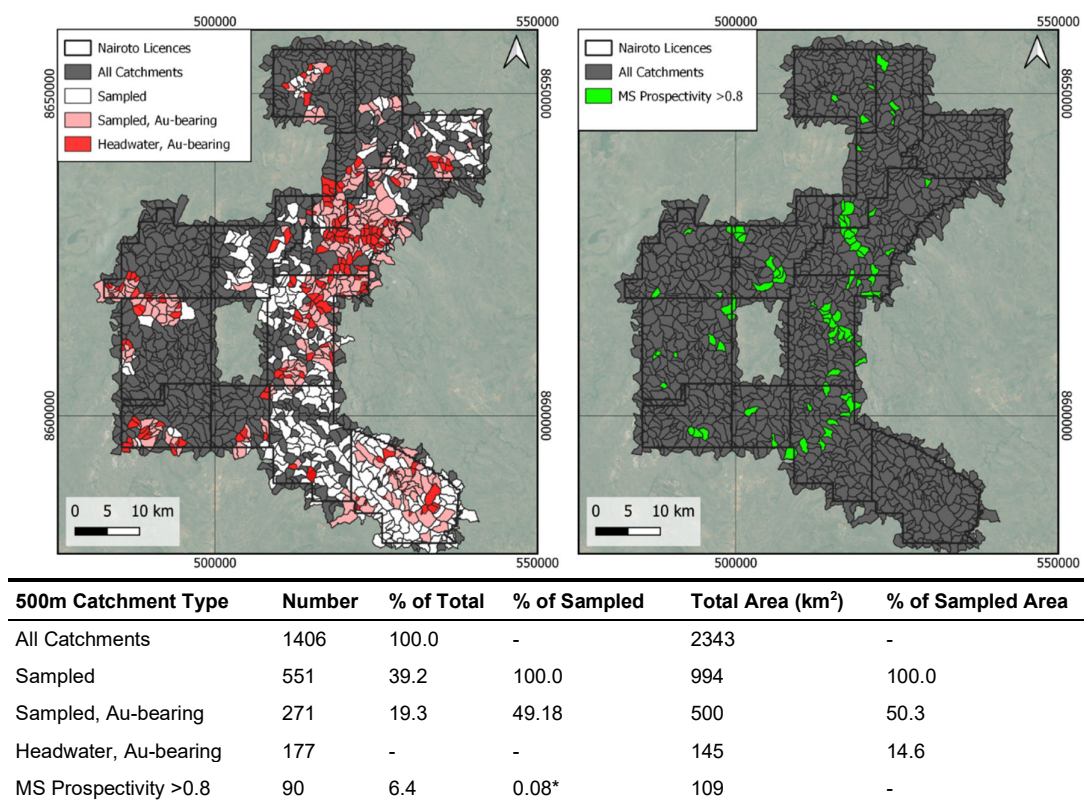 500000 550000
Nairoto Licences
All Catchments
Sampled
Sampled, Au-bearing
Headwater, Au-bearing
8650000
8600000
0 5 10 km
500000 550000
500000 550000
Nairoto Licences
All Catchments
MS Prospectivity >0.8
8650000
8600000
0 5 10 km
500000 550000
500m Catchment Type Number % of Total % of Sampled Total Area (km²) % of Sampled Area
All Catchments 1406 100.0 - 2343 -
Sampled 551 39.2 100.0 994 100.0
Sampled, Au-bearing 271 19.3 49.18 500 50.3
Headwater, Au-bearing 177 - - 145 14.6
MS Prospectivity >0.8 90 6.4 0.08* 109 -